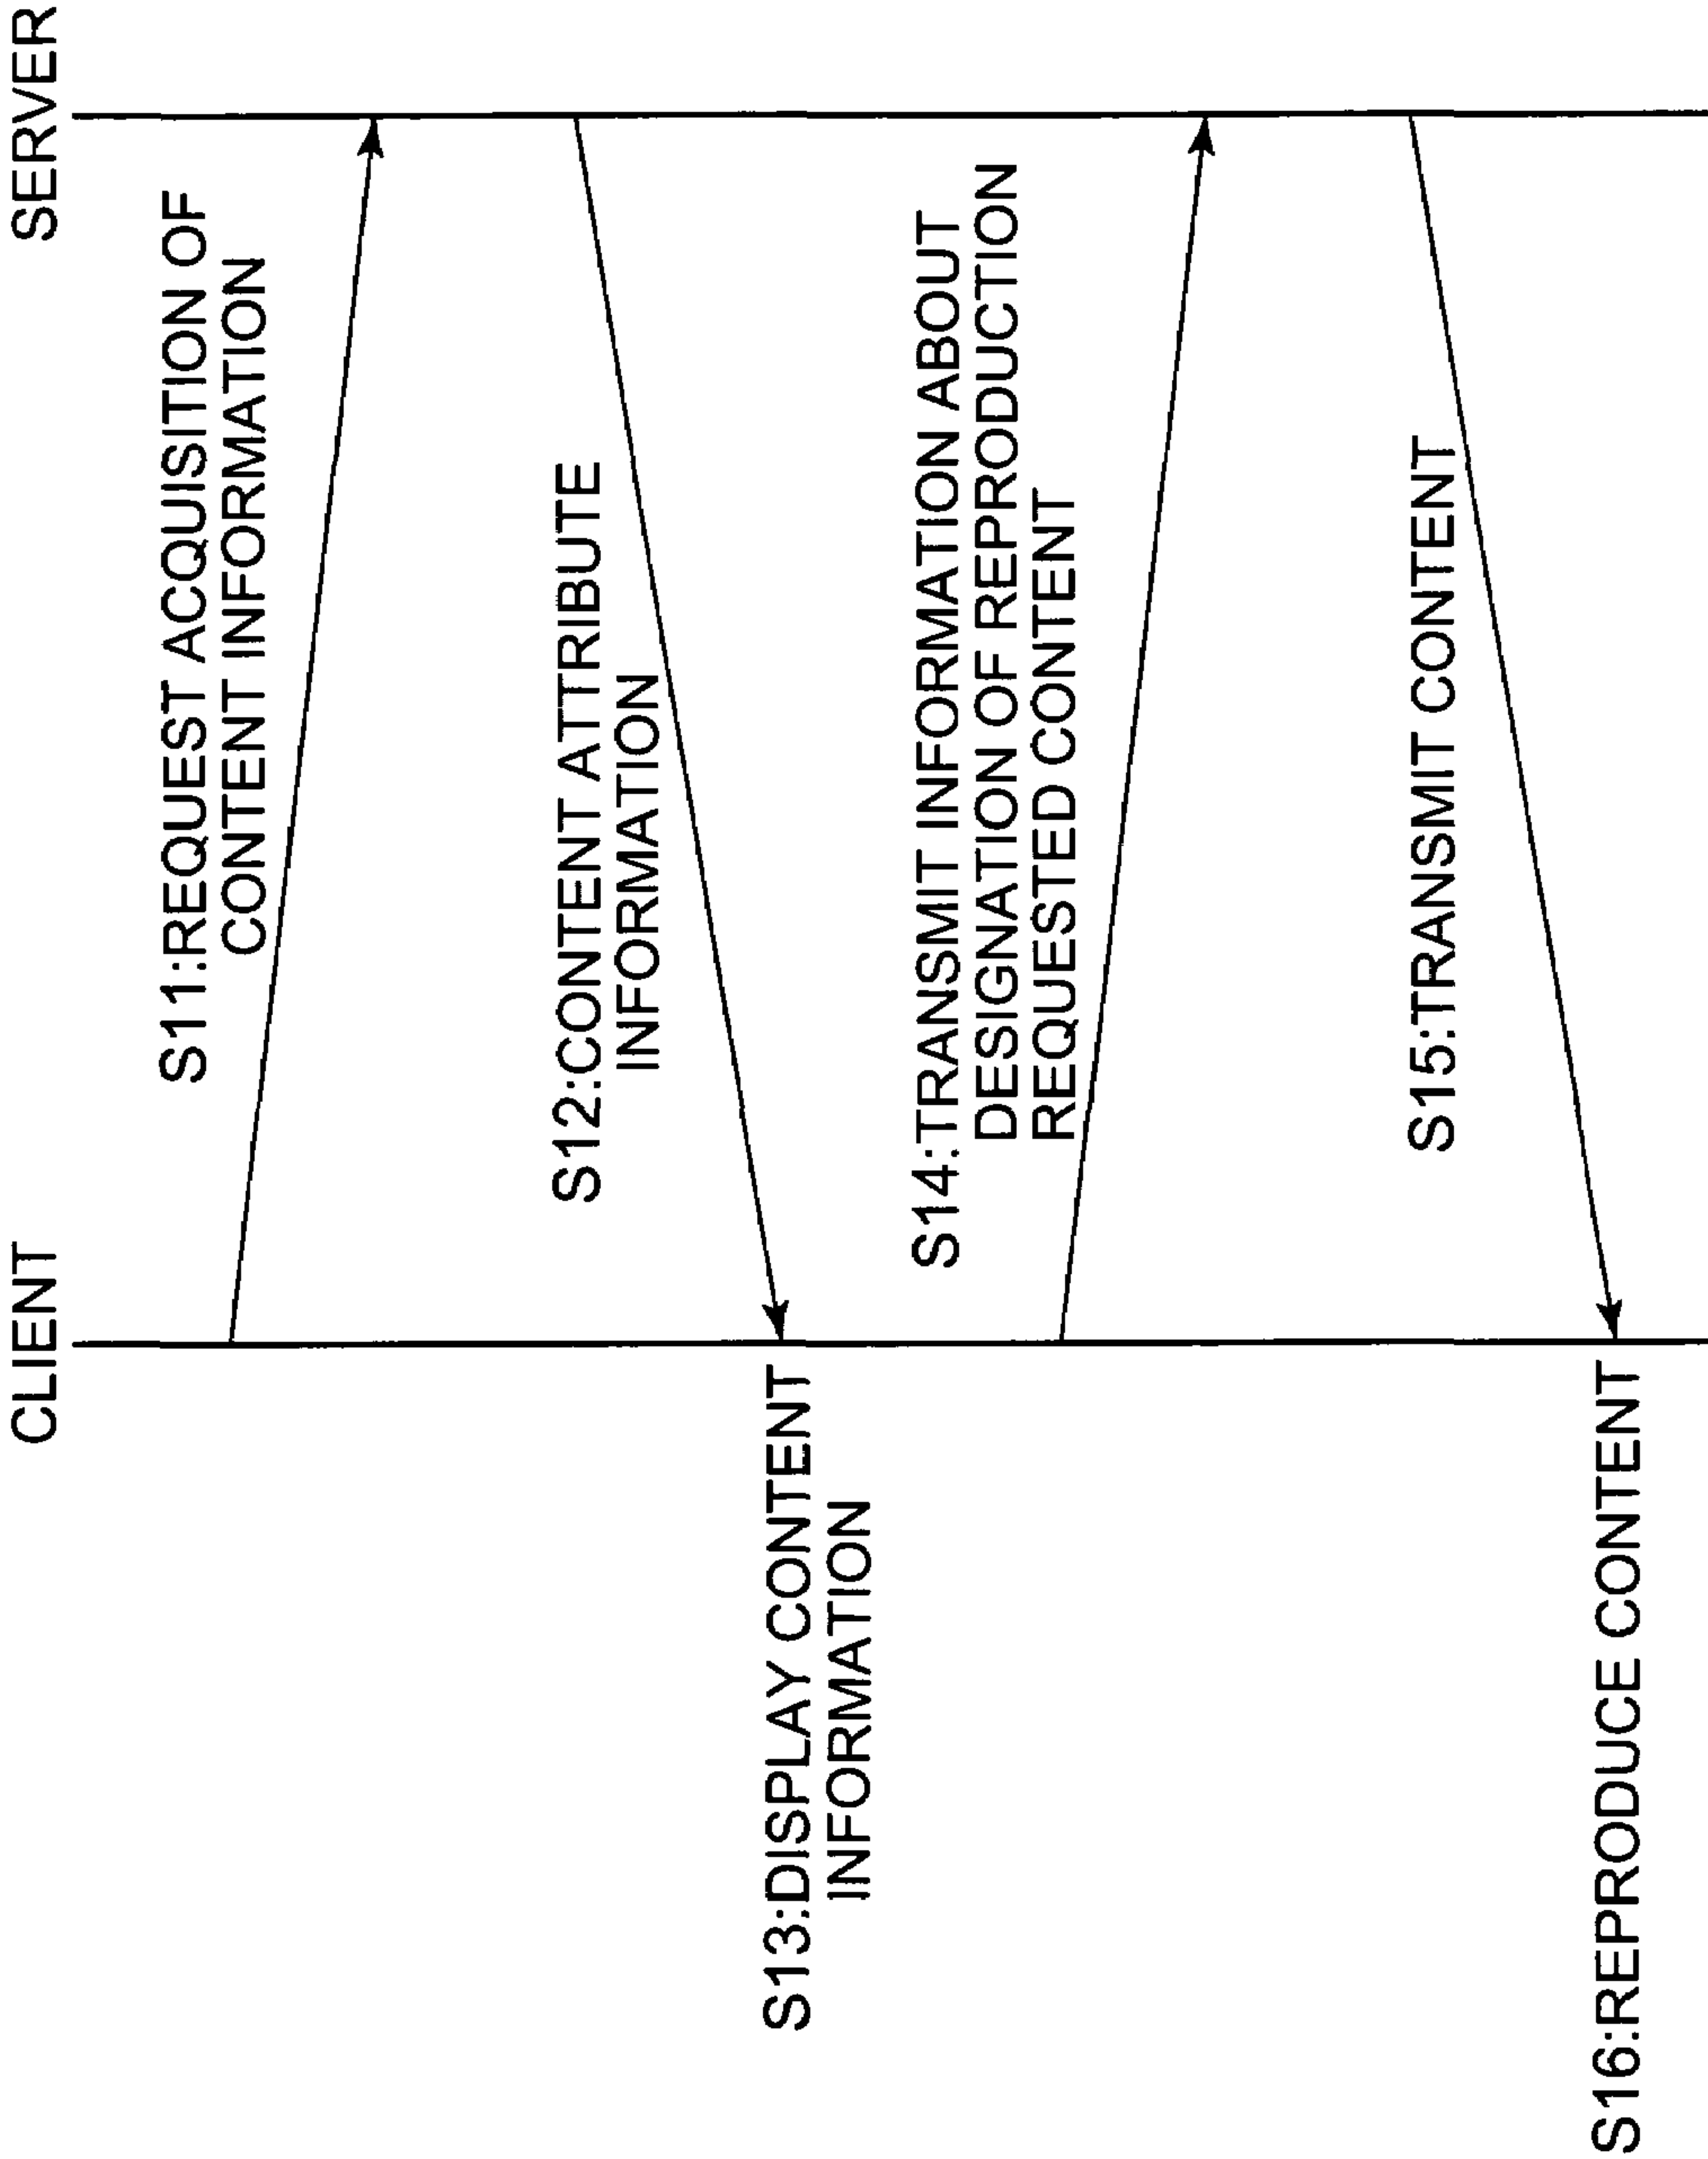 CLIENT
SERVER
S11:REQUEST ACQUISITION OF
CONTENT INFORMATION
S12:CONTENT ATTRIBUTE
INFORMATION
S13:DISPLAY CONTENT
INFORMATION
S14:TRANSMIT INFORMATION ABOUT
DESIGNATION OF REPRODUCTION
REQUESTED CONTENT
S15:TRANSMIT CONTENT
S16:REPRODUCE CONTENT